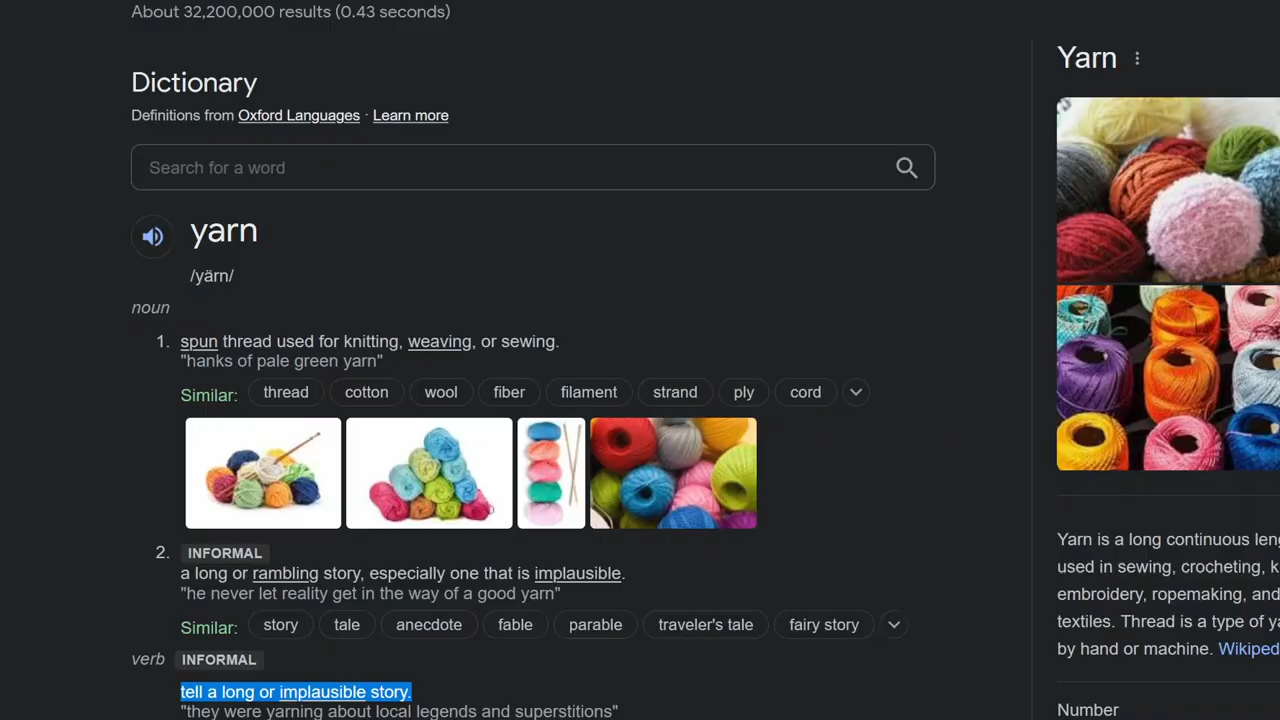 About 32,200,000 results (0.43 seconds)
Dictionary
Definitions from Oxford Languages · Learn more
Search for a word
yarn
/yärn/
noun
1. spun thread used for knitting, weaving, or sewing.
"hanks of pale green yarn"
Similar: thread cotton wool fiber filament strand ply cord
2. INFORMAL
a long or rambling story, especially one that is implausible.
"he never let reality get in the way of a good yarn"
Similar: story tale anecdote fable parable traveler's tale fairy story
verb INFORMAL
tell a long or implausible story.
"they were yarning about local legends and superstitions"
Yarn
Yarn is a long continuous
used in sewing, crocheting,
embroidery, ropemaking, and
textiles. Thread is a type of
by hand or machine.
Number